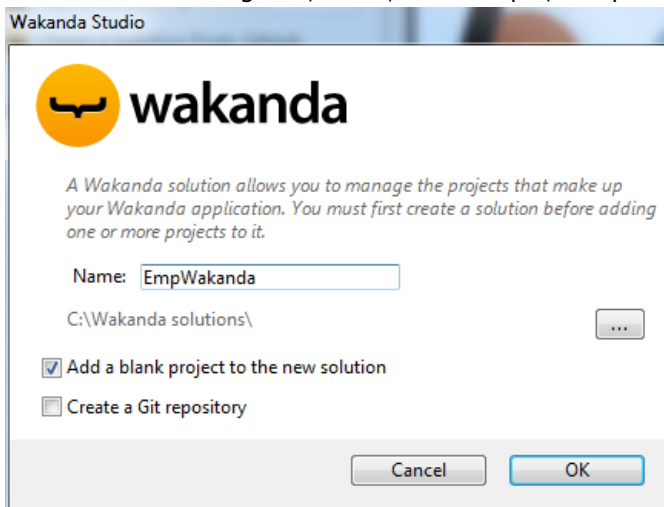 Wakanda Studio
wakanda
A Wakanda solution allows you to manage the projects that make up
your Wakanda application. You must first create a solution before adding
one or more projects to it.
Name: EmpWakanda
C:\Wakanda solutions\
...
Add a blank project to the new solution
Create a Git repository
Cancel OK